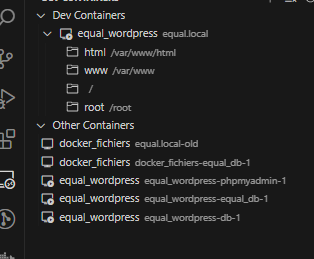 Dev Containers
equal_wordpress equal.local
html /var/www/html
www /var/www
/
root /root
Other Containers
docker_fichiers equal.local-old
docker_fichiers docker_fichiers-equal_db-1
equal_wordpress equal_wordpress-phpmyadmin-1
equal_wordpress equal_wordpress-equal_db-1
equal_wordpress equal_wordpress-db-1